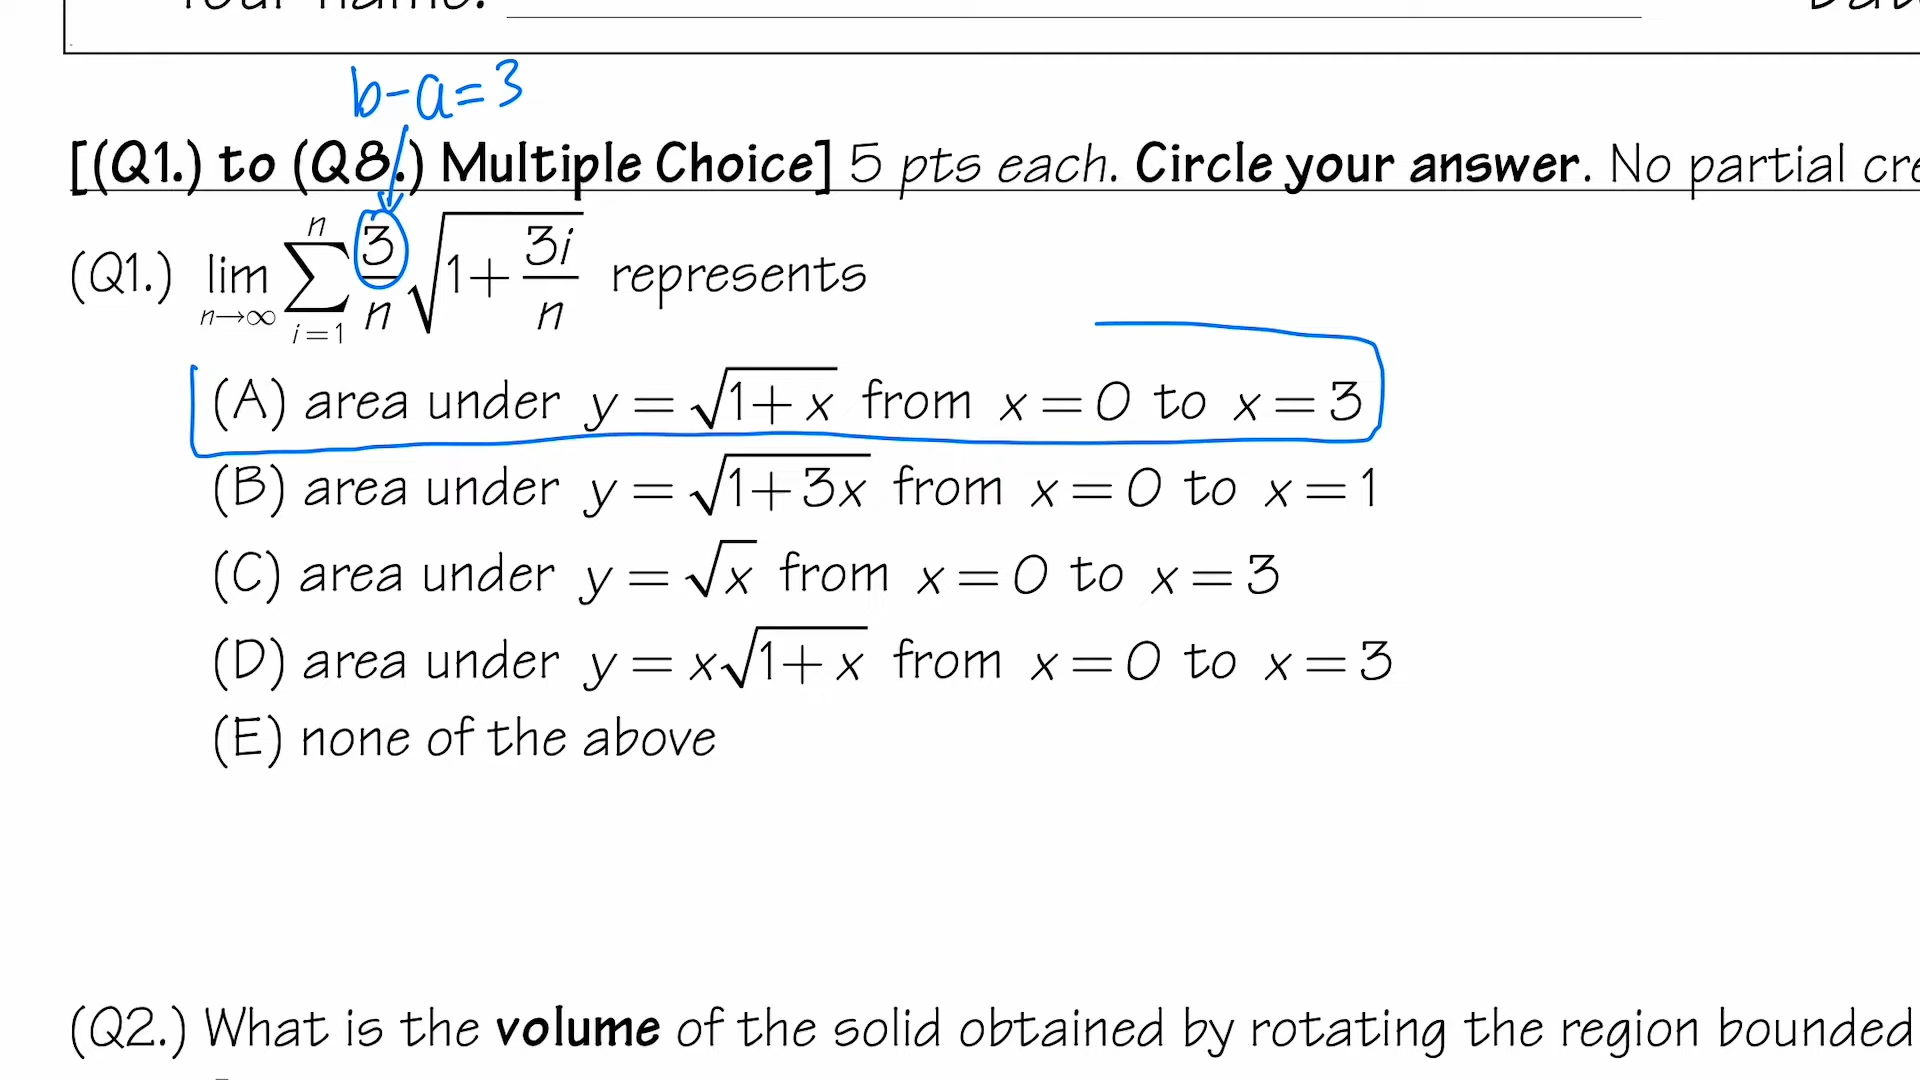 Your name:
b-a=3
[(Q1.) to (Q8.) Multiple Choice] 5 pts each. Circle your answer. No partial cre
(Q1.) lim n→∞ ∑ i=1 n 3/n √(1+3i/n) represents
(A) area under y=√(1+x) from x=0 to x=3
(B) area under y=√(1+3x) from x=0 to x=1
(C) area under y=√x from x=0 to x=3
(D) area under y=x√(1+x) from x=0 to x=3
(E) none of the above
(Q2.) What is the volume of the solid obtained by rotating the region bounded